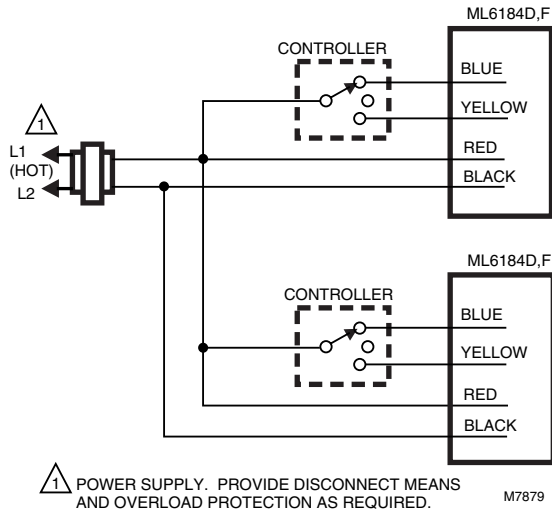 ML6184D,F
CONTROLLER
BLUE
YELLOW
RED
BLACK
1
L1
(HOT)
L2
ML6184D,F
CONTROLLER
BLUE
YELLOW
RED
BLACK
1 POWER SUPPLY. PROVIDE DISCONNECT MEANS
AND OVERLOAD PROTECTION AS REQUIRED.
M7879